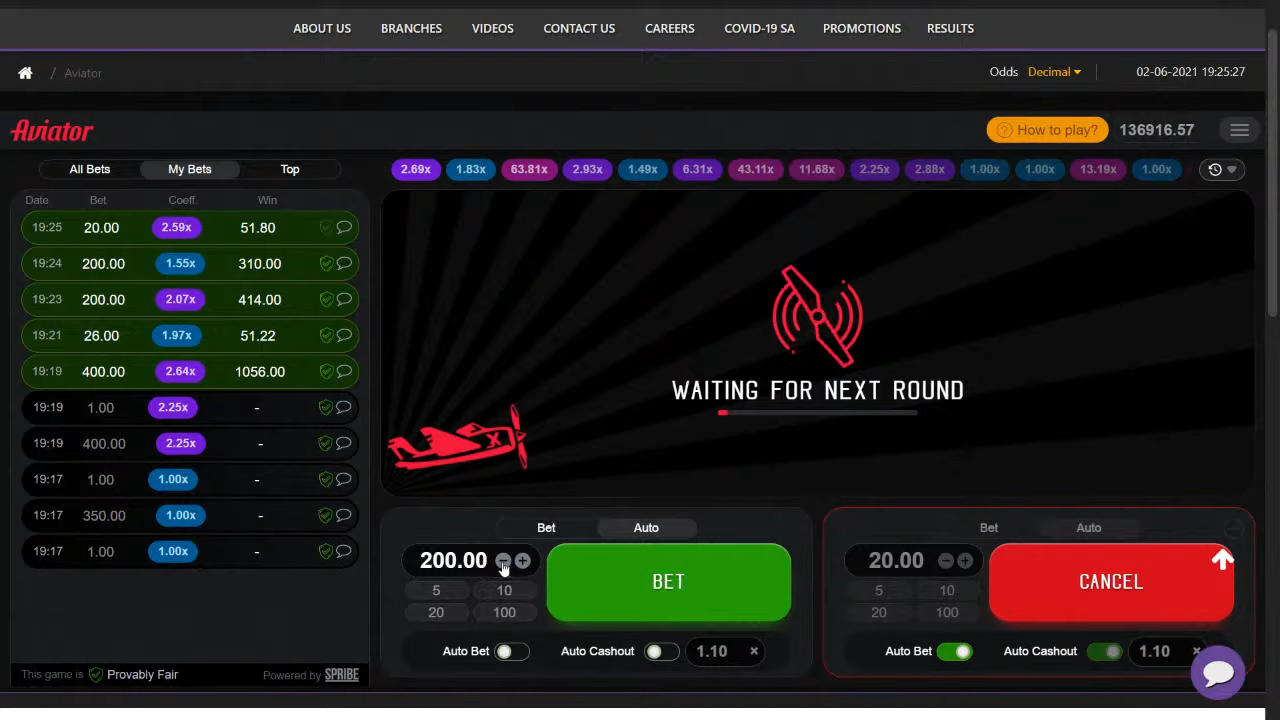 ABOUT US BRANCHES VIDEOS CONTACT US CAREERS COVID-19 SA PROMOTIONS RESULTS
/ Aviator Odds Decimal 02-06-2021 19:25:27
Aviator ? How to play? 136916.57
All Bets My Bets Top 2.69x 1.83x 63.81x 2.93x 1.49x 6.31x 43.11x 11.68x 2.25x 2.88x 1.00x 1.00x 13.19x 1.00x
Date Bet Coeff. Win
19:25 20.00 2.59x 51.80
19:24 200.00 1.55x 310.00
19:23 200.00 2.07x 414.00
19:21 26.00 1.97x 51.22
19:19 400.00 2.64x 1056.00
19:19 1.00 2.25x -
19:19 400.00 2.25x -
19:17 1.00 1.00x -
19:17 350.00 1.00x -
19:17 1.00 1.00x -
WAITING FOR NEXT ROUND
X
Bet Auto
200.00 - +
5 10
20 100
BET
Auto Bet Auto Cashout 1.10 ×
Bet Auto
20.00 - +
5 10
20 100
CANCEL
Auto Bet Auto Cashout 1.10 ×
This game is Provably Fair Powered by SPRIBE